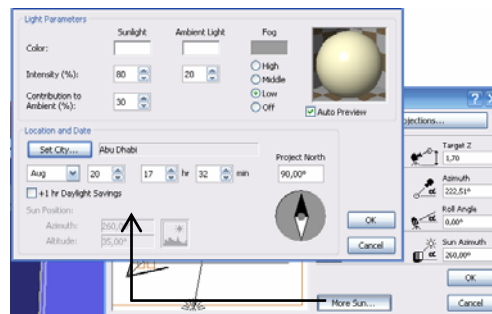 Light Parameters
Sunlight Ambient Light Fog
Color:
Intensity (%): 80 20
High
Middle
Low
Off
Contribution to Ambient (%): 30
Auto Preview
Location and Date
Set City... Abu Dhabi
Project North
Aug 20 17 hr 32 min 90,00°
+1 hr Daylight Savings
Sun Position:
Azimuth: 260,00°
Altitude: 35,00°
OK
Cancel
ojections...
Target Z
1,70
Azimuth
222,51°
Roll Angle
0,00°
Sun Azimuth
260,00°
OK
More Sun... Cancel